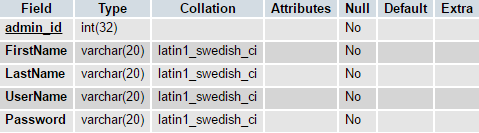 Field Type Collation Attributes Null Default Extra
admin_id int(32) No
FirstName varchar(20) latin1_swedish_ci No
LastName varchar(20) latin1_swedish_ci No
UserName varchar(20) latin1_swedish_ci No
Password varchar(20) latin1_swedish_ci No